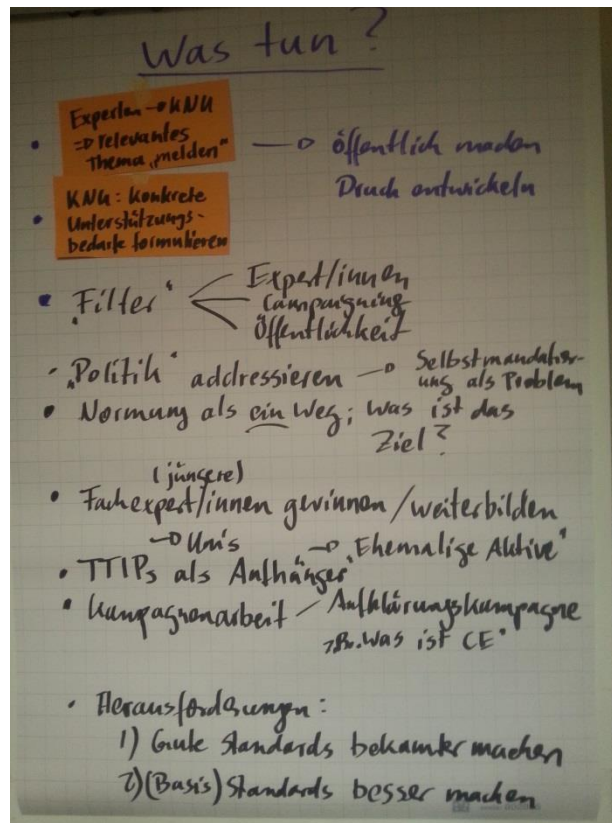 Was tun?
Experten → KNU
⇒ relevantes
Thema „melden"
→ öffentlich machen
Druck entwickeln
KNU: Konkrete
Unterstützungs-
bedarfe formulieren
„Filter"
Expert/innen
Campaigning
Öffentlichkeit
„Politik" addressieren → Selbstmandatier-
ung als Problem
Normung als ein Weg; Was ist das
Ziel?
(jüngere)
Fachexpert/innen gewinnen/weiterbilden
→ Unis → „Ehemalige Aktive"
TTIPs als Aufhänger
Kampagnenarbeit / Aufklärungskampagne
z.B. „Was ist CE"
Herausforderungen:
1) Gute Standards bekannter machen
2) (Basis) Standards besser machen